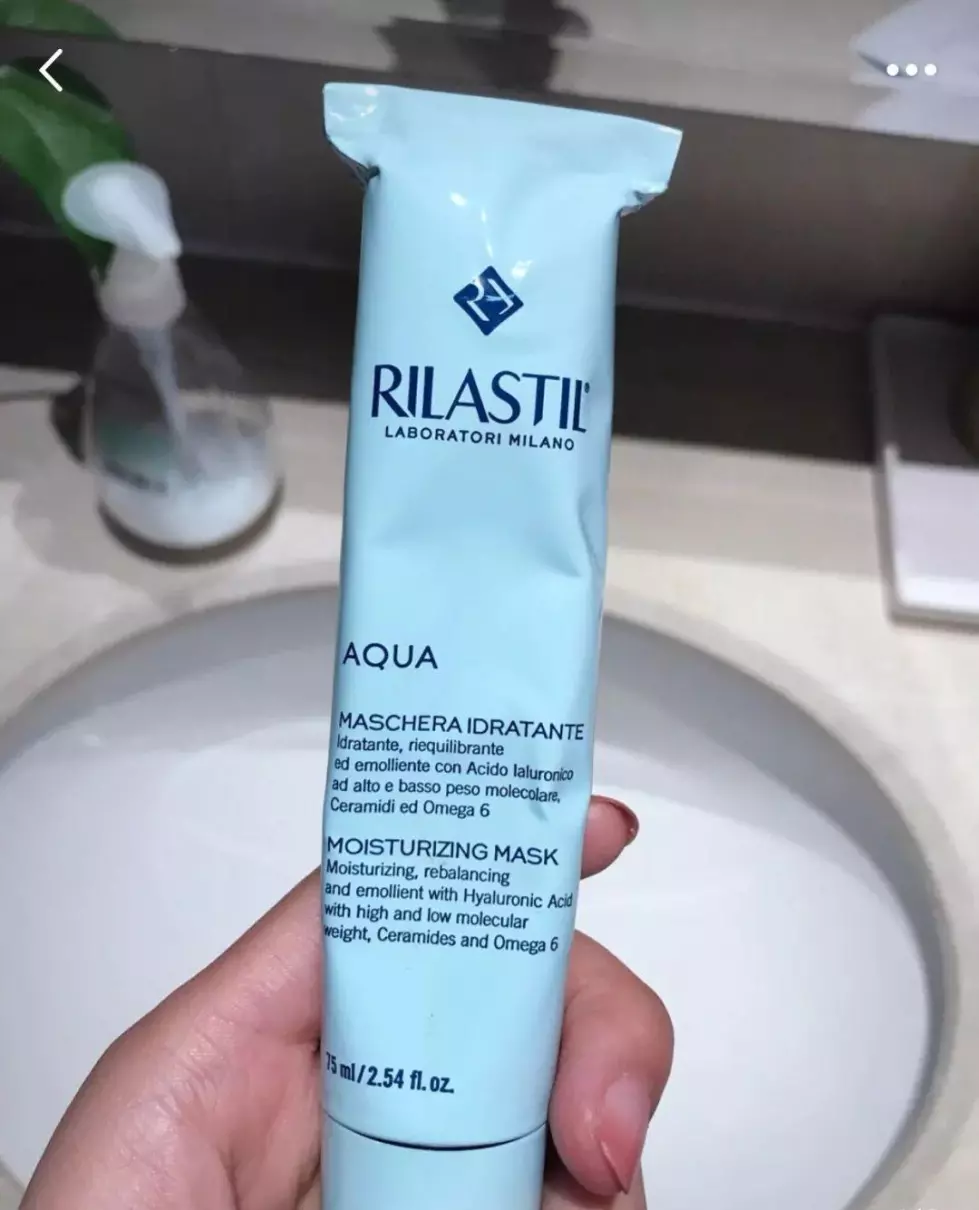 RILASTIL
LABORATORI MILANO
AQUA
MASCHERA IDRATANTE
Idratante, riequilibrante
ed emolliente con Acido Ialuronico
ad alto e basso peso molecolare,
Ceramidi ed Omega 6
MOISTURIZING MASK
Moisturizing, rebalancing
and emollient with Hyaluronic Acid
with high and low molecular
weight, Ceramides and Omega 6
75 ml/2.54 fl. oz.